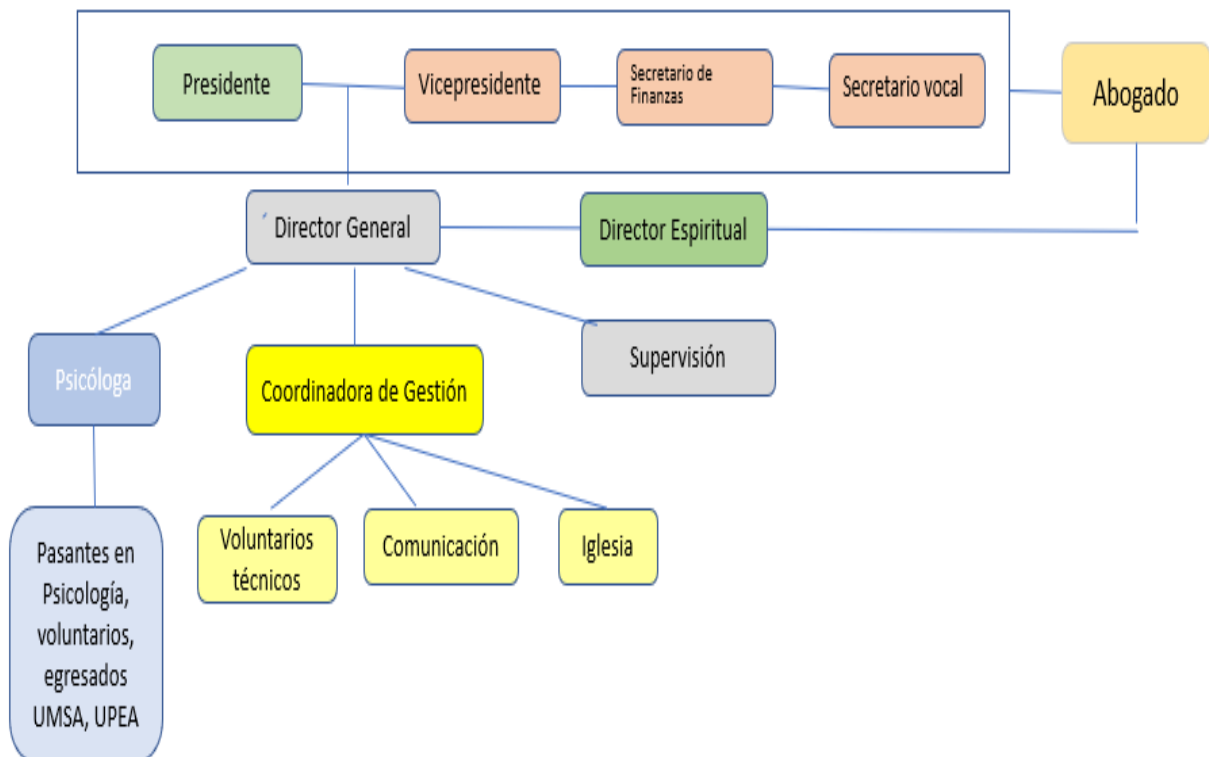 Presidente
Vicepresidente
Secretario de
Finanzas
Secretario vocal
Abogado
Director General
Director Espiritual
Psicóloga
Coordinadora de Gestión
Supervisión
Pasantes en
Psicología,
voluntarios,
egresados
UMSA, UPEA
Voluntarios
técnicos
Comunicación
Iglesia